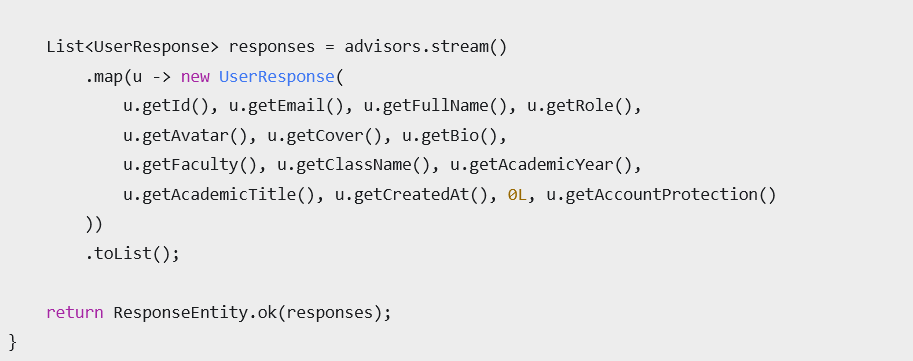 List<UserResponse> responses = advisors.stream()
.map(u -> new UserResponse(
u.getId(), u.getEmail(), u.getFullName(), u.getRole(),
u.getAvatar(), u.getCover(), u.getBio(),
u.getFaculty(), u.getClassName(), u.getAcademicYear(),
u.getAcademicTitle(), u.getCreatedAt(), 0L, u.getAccountProtection()
))
.toList();
return ResponseEntity.ok(responses);
}